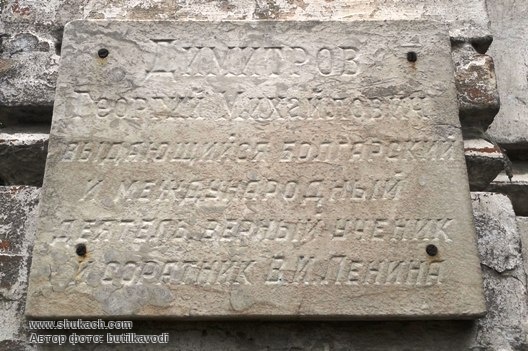 ДИМИТРОВ
ГЕОРГИЙ МИХАЙЛОВИЧ
ВЫДАЮЩИЙСЯ БОЛГАРСКИЙ
И МЕЖДУНАРОДНЫЙ
ДЕЯТЕЛЬ, ВЕРНЫЙ УЧЕНИК
И СОРАТНИК В.И.ЛЕНИНА
www.shukach.com
Автор фото: butilkavodi